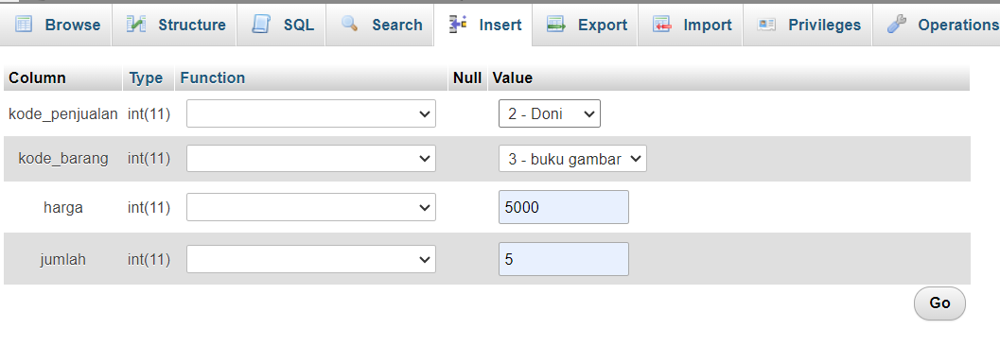 Browse Structure SQL Search Insert Export Import Privileges Operations
Column Type Function Null Value
kode_penjualan int(11) 2 - Doni
kode_barang int(11) 3 - buku gambar
harga int(11) 5000
jumlah int(11) 5
Go